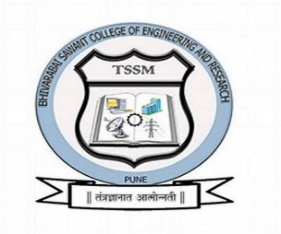 BHIVARABAI SAWANT COLLEGE OF ENGINEERING AND RESEARCH
TSSM
PUNE
|| तंत्रज्ञानात आत्मोन्नती ||